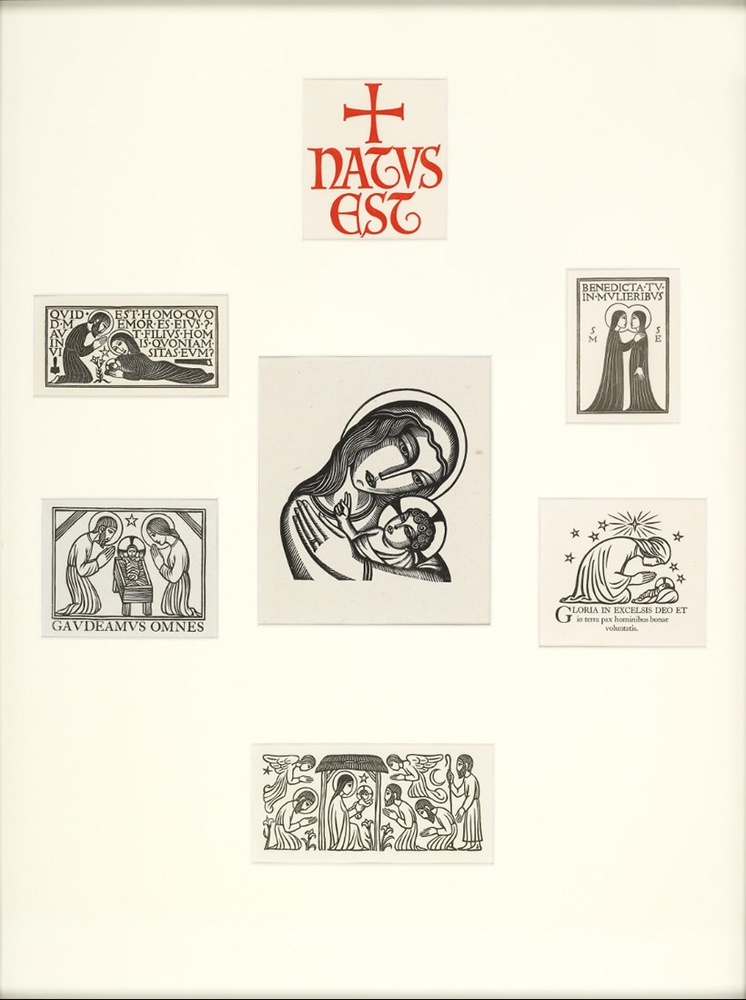 NATVS
EST
QVID· EST·HOMO·QVO
D·M EMOR·ES·EIVS·?·
AV T·FILIVS·HOM
IN IS·QVONIAM·
VI SITAS·EVM?
BENEDICTA·TV·
IN·MVLIERIBVS
S S
M E
GAVDEAMVS OMNES
GLORIA IN EXCELSIS DEO ET
in terra pax hominibus bonae
voluntatis.